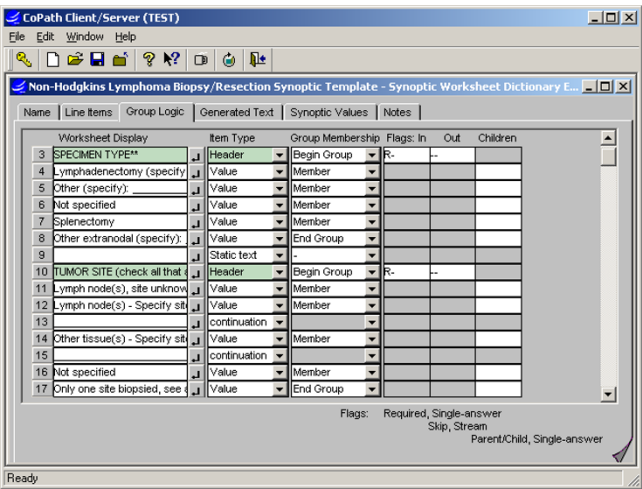 CoPath Client/Server (TEST)
File Edit Window Help
Non-Hodgkins Lymphoma Biopsy/Resection Synoptic Template - Synoptic Worksheet Dictionary E...
Name Line Items Group Logic Generated Text Synoptic Values Notes
Worksheet Display Item Type Group Membership Flags: In Out Children
3 SPECIMEN TYPE** Header Begin Group R- --
4 Lymphadenectomy (specify Value Member
5 Other (specify): Value Member
6 Not specified Value Member
7 Splenectomy Value Member
8 Other extranodal (specify): Value End Group
9 Static text -
10 TUMOR SITE (check all that Header Begin Group R- --
11 Lymph node(s), site unknow Value Member
12 Lymph node(s) - Specify sit Value Member
13 continuation
14 Other tissue(s) - Specify sit Value Member
15 continuation
16 Not specified Value Member
17 Only one site biopsied, see Value End Group
Flags: Required, Single-answer
Skip, Stream
Parent/Child, Single-answer
Ready